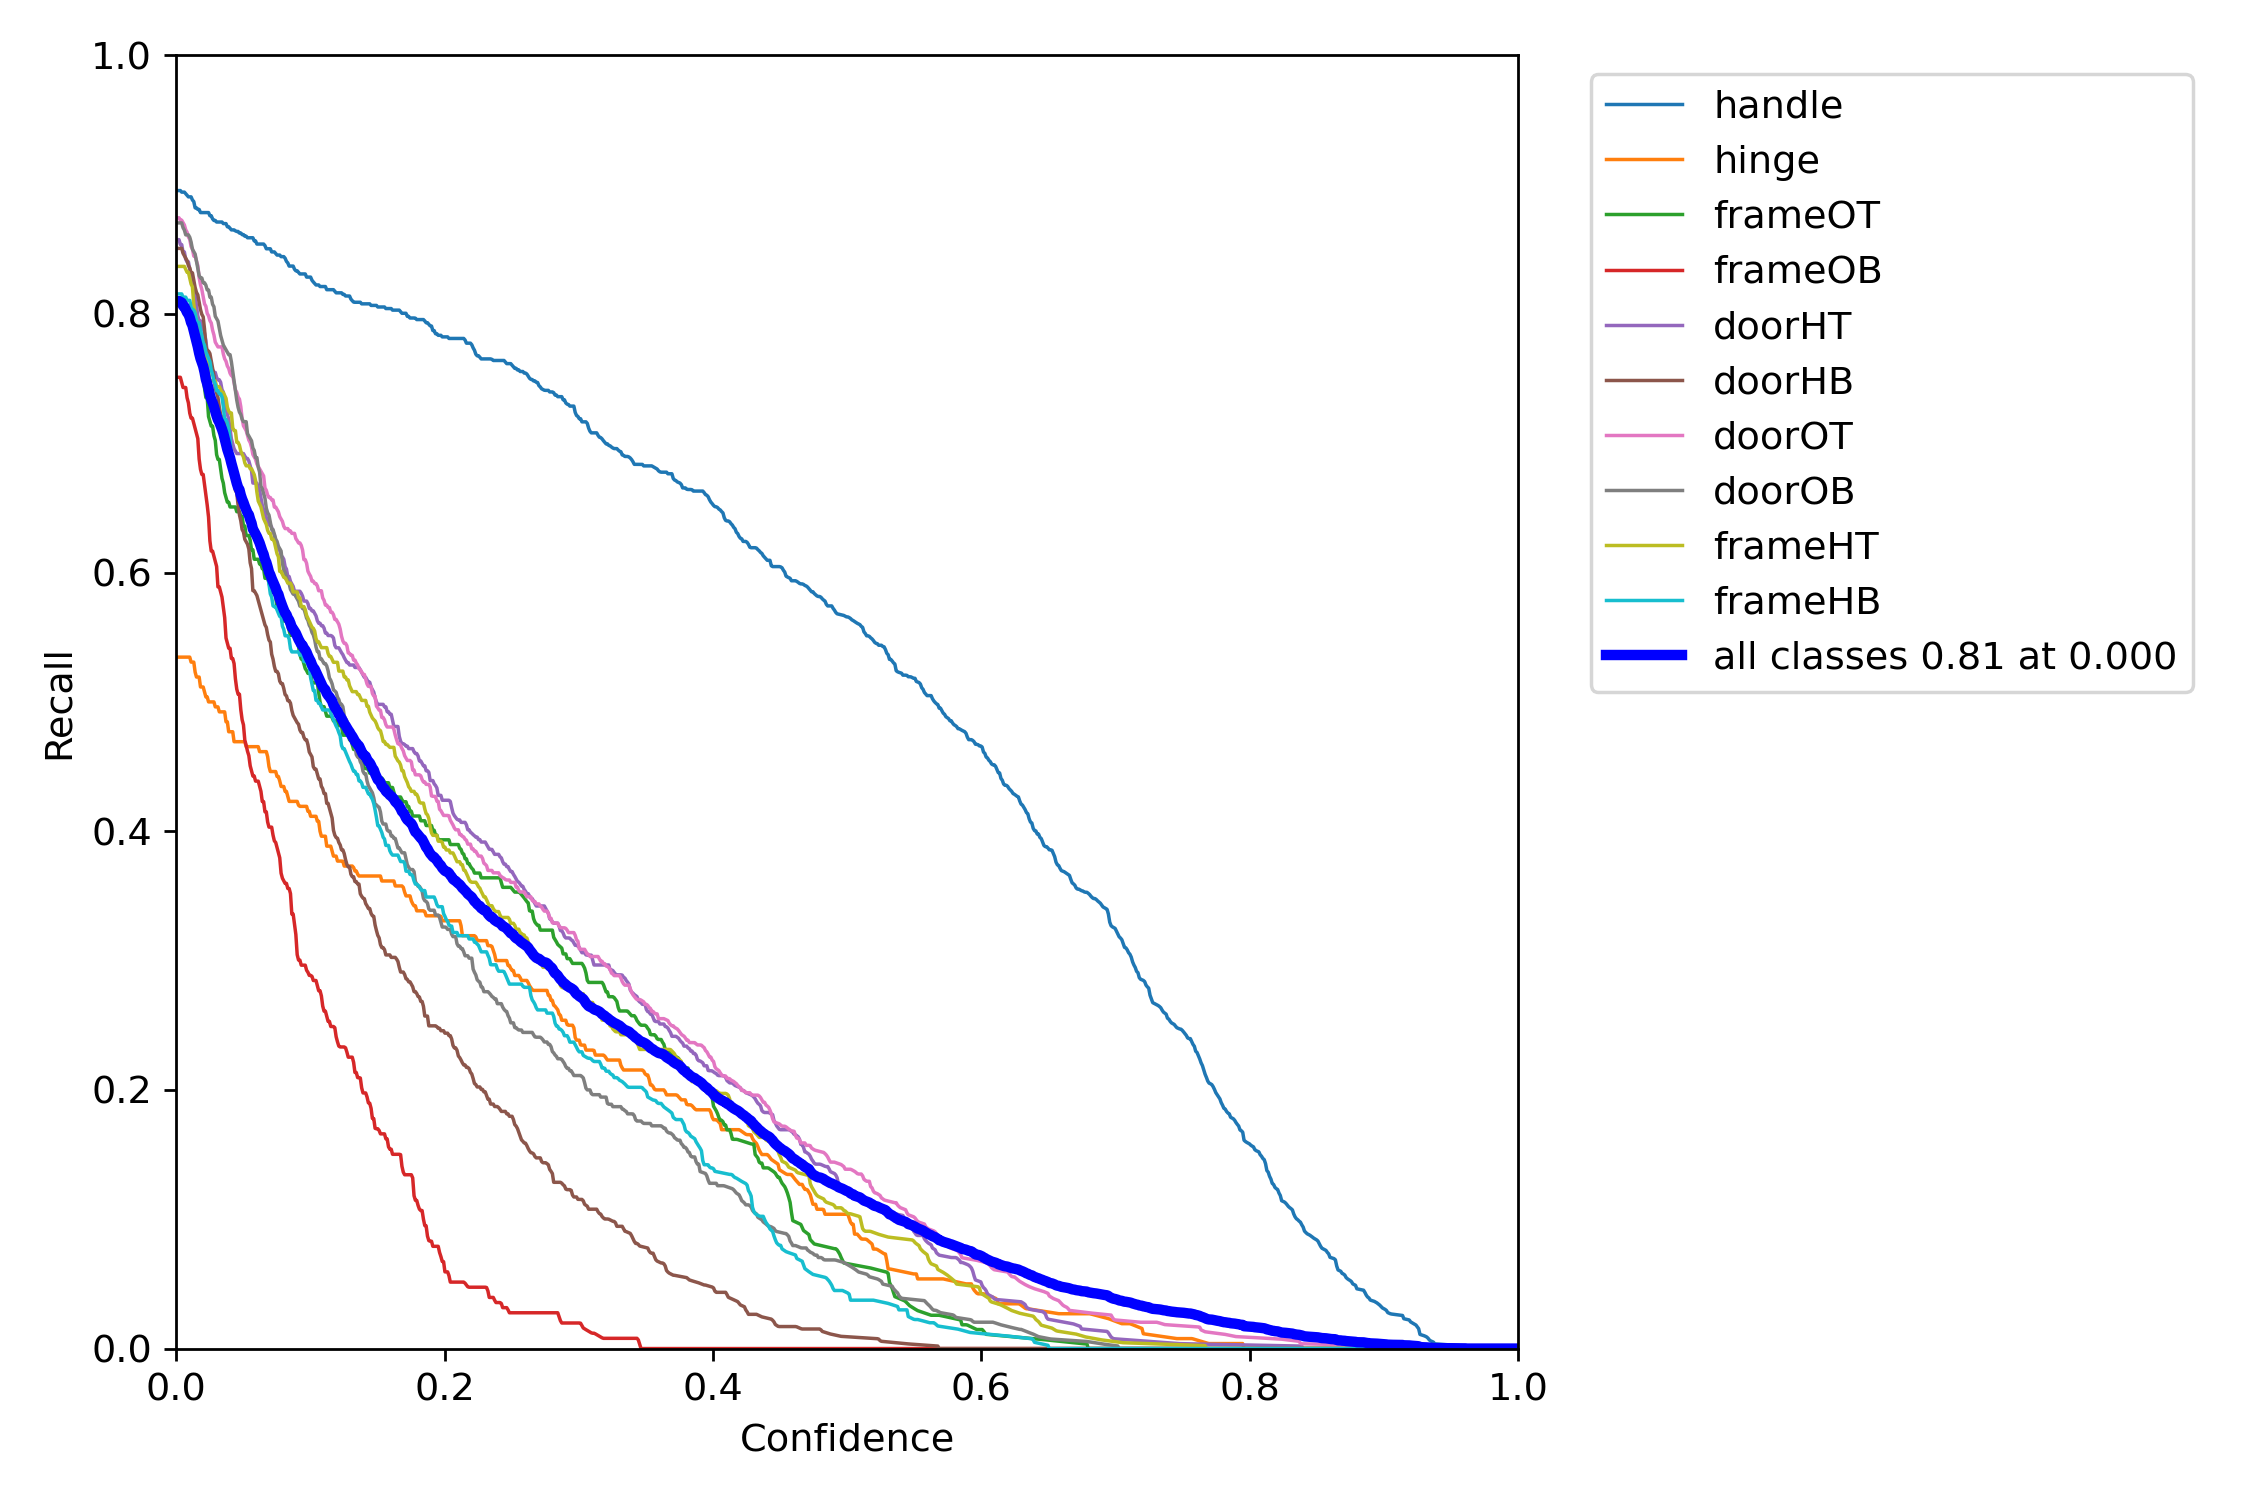 1.0
0.8
0.6
0.4
0.2
0.0
Recall
0.0 0.2 0.4 0.6 0.8 1.0
Confidence
handle
hinge
frameOT
frameOB
doorHT
doorHB
doorOT
doorOB
frameHT
frameHB
all classes 0.81 at 0.000